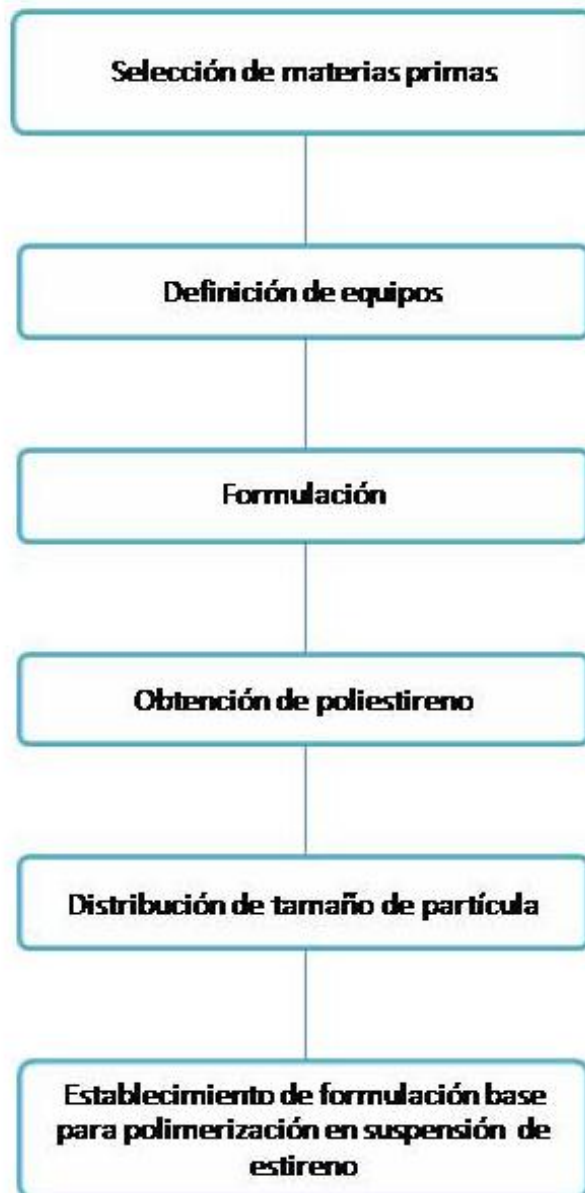 Selección de materias primas
Definición de equipos
Formulación
Obtención de poliestireno
Distribución de tamaño de partícula
Establecimiento de formulación base
para polimerización en suspensión de
estireno